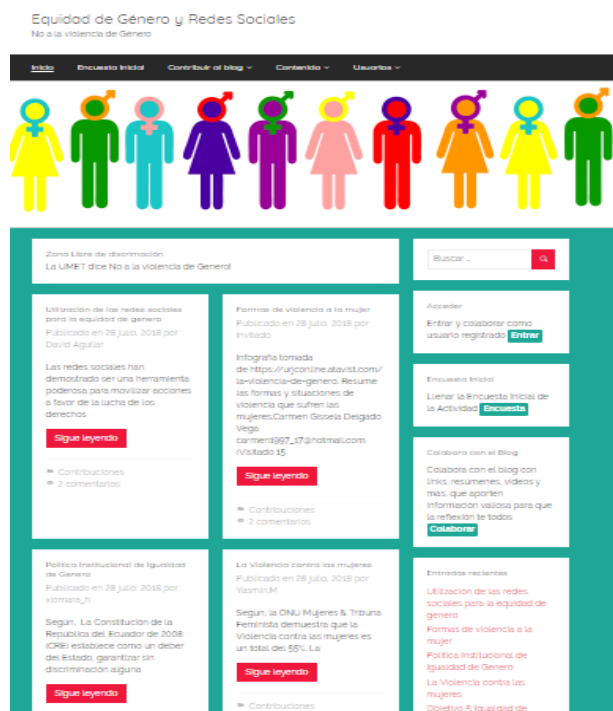 Equidad de Género y Redes Sociales
No a la violencia de Género
Inicio
Encuesta Inicial
Contribuir al blog
Contenido
Usuarios
Zona Libre de discrimación
La UMET dice No a la violencia de Genero!
Utilización de las redes sociales
para la equidad de genero
Publicado en 28 julio, 2018 por
David Aguilar
Las redes sociales han
demostrado ser una herramienta
poderosa para movilizar acciones
a favor de la lucha de los
derechos
Sigue leyendo
Contribuciones
2 comentarios
Formas de violencia a la mujer
Publicado en 28 julio, 2018 por
Invitado
Infografía tomada
de https://urjconline.atavist.com/
la-violencia-de-genero. Resume
las formas y situaciones de
violencia que sufren las
mujeres.Carmen Gissela Delgado
Vega
carmen1997_17@hotmail.com
(Visitado 15
Sigue leyendo
Contribuciones
2 comentarios
Política Institucional de Igualdad
de Genero
Publicado en 28 julio, 2018 por
xiomara_h
Según, La Constitución de la
República del Ecuador de 2008
(CRE) establece como un deber
del Estado, garantizar sin
discriminación alguna
Sigue leyendo
La Violencia contra las mujeres
Publicado en 28 julio, 2018 por
YasminJM
Segun, la ONU Mujeres & Tribuna
Feminista demuestra que la
Violencia contra las mujeres es
un total del 55%. La
Sigue leyendo
Contribuciones
Buscar ...
Acceder
Entrar y colaborar como
usuario registrado Entrar
Encuesta Inicial
Llenar la Encuesta Inicial de
la Actividad Encuesta
Colabora con el Blog
Colabora con el blog con
links, resúmenes, videos y
más, que aporten
información valiosa para que
la reflexión te todos
Colaborar
Entradas recientes
Utilización de las redes
sociales para la equidad de
genero
Formas de violencia a la
mujer
Política Institucional de
Igualdad de Genero
La Violencia contra las
mujeres
Objetivo 5: Igualdad de